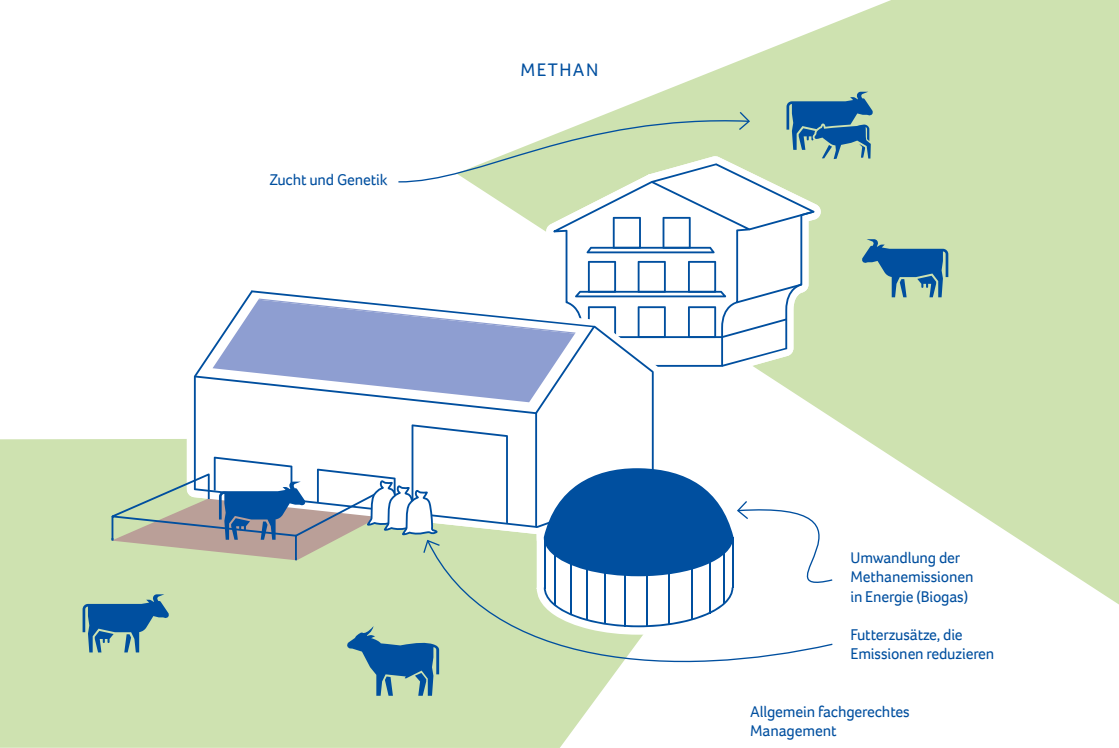 METHAN
Zucht und Genetik
Umwandlung der
Methanemissionen
in Energie (Biogas)
Futterzusätze, die
Emissionen reduzieren
Allgemein fachgerechtes
Management